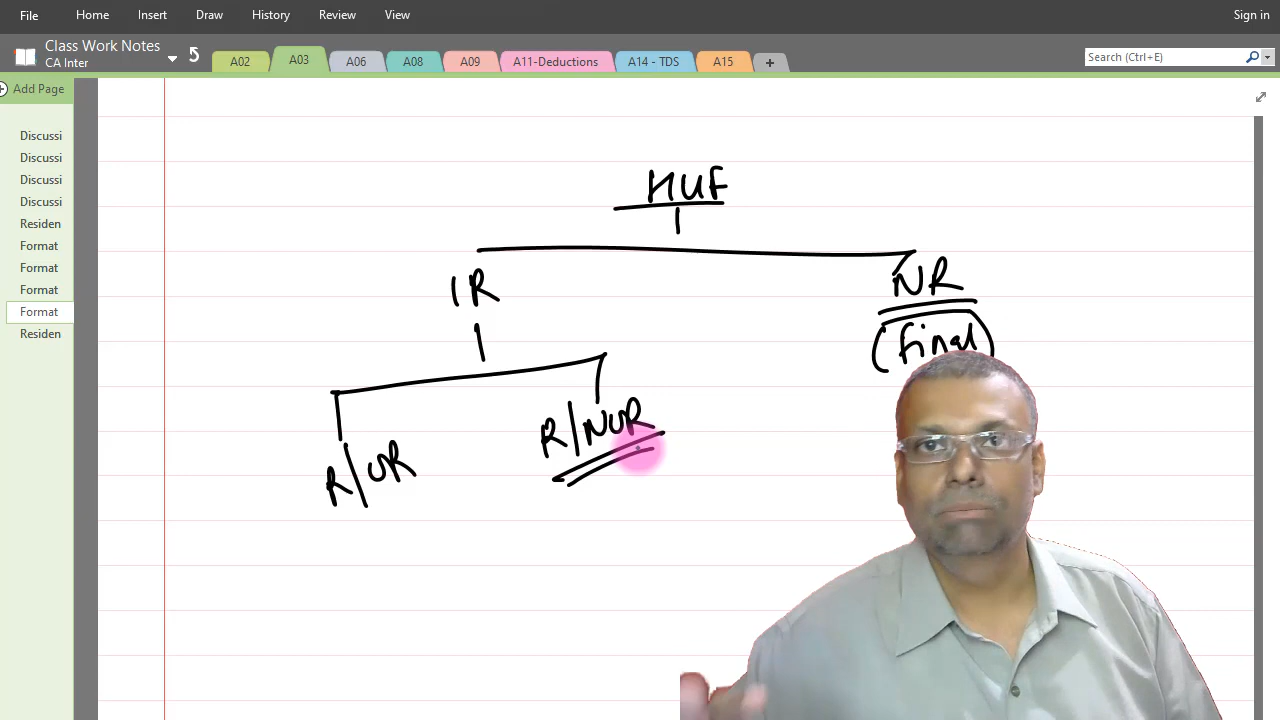 File Home Insert Draw History Review View Sign in
Class Work Notes
CA Inter
A02 A03 A06 A08 A09 A11-Deductions A14 - TDS A15 +
Search (Ctrl+E)
Add Page
Discussi
Discussi
Discussi
Discussi
Residen
Format
Format
Format
Format
Residen
HUF
IR NR
(final)
R/OR R/NOR